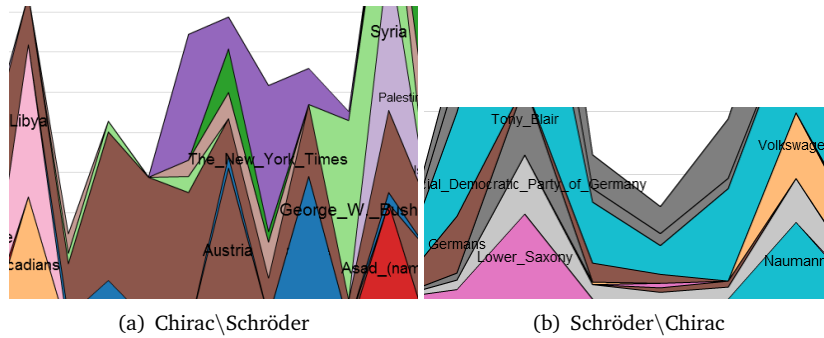 Libya
The_New_York_Times
Austria
George_W._Bush
Asad_(nam
Syria
Palestin
cadians
(a) Chirac\Schröder
Tony_Blair
cial_Democratic_Party_of_Germany
Germans
Lower_Saxony
Volkswage
Naumann
(b) Schröder\Chirac